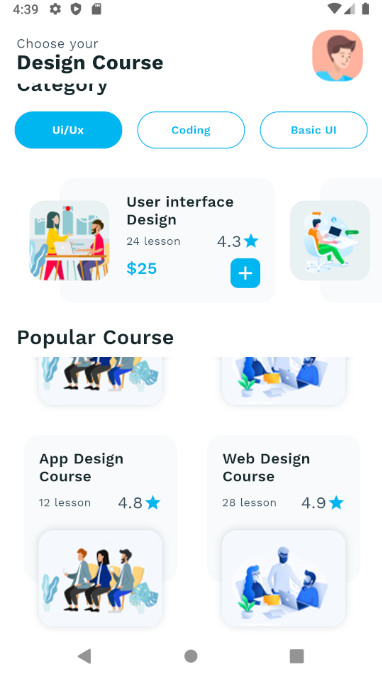 4:39
Choose your
Design Course
Category
Ui/Ux
Coding
Basic UI
User interface
Design
24 lesson
4.3
$25
Popular Course
App Design
Course
12 lesson
4.8
Web Design
Course
28 lesson
4.9